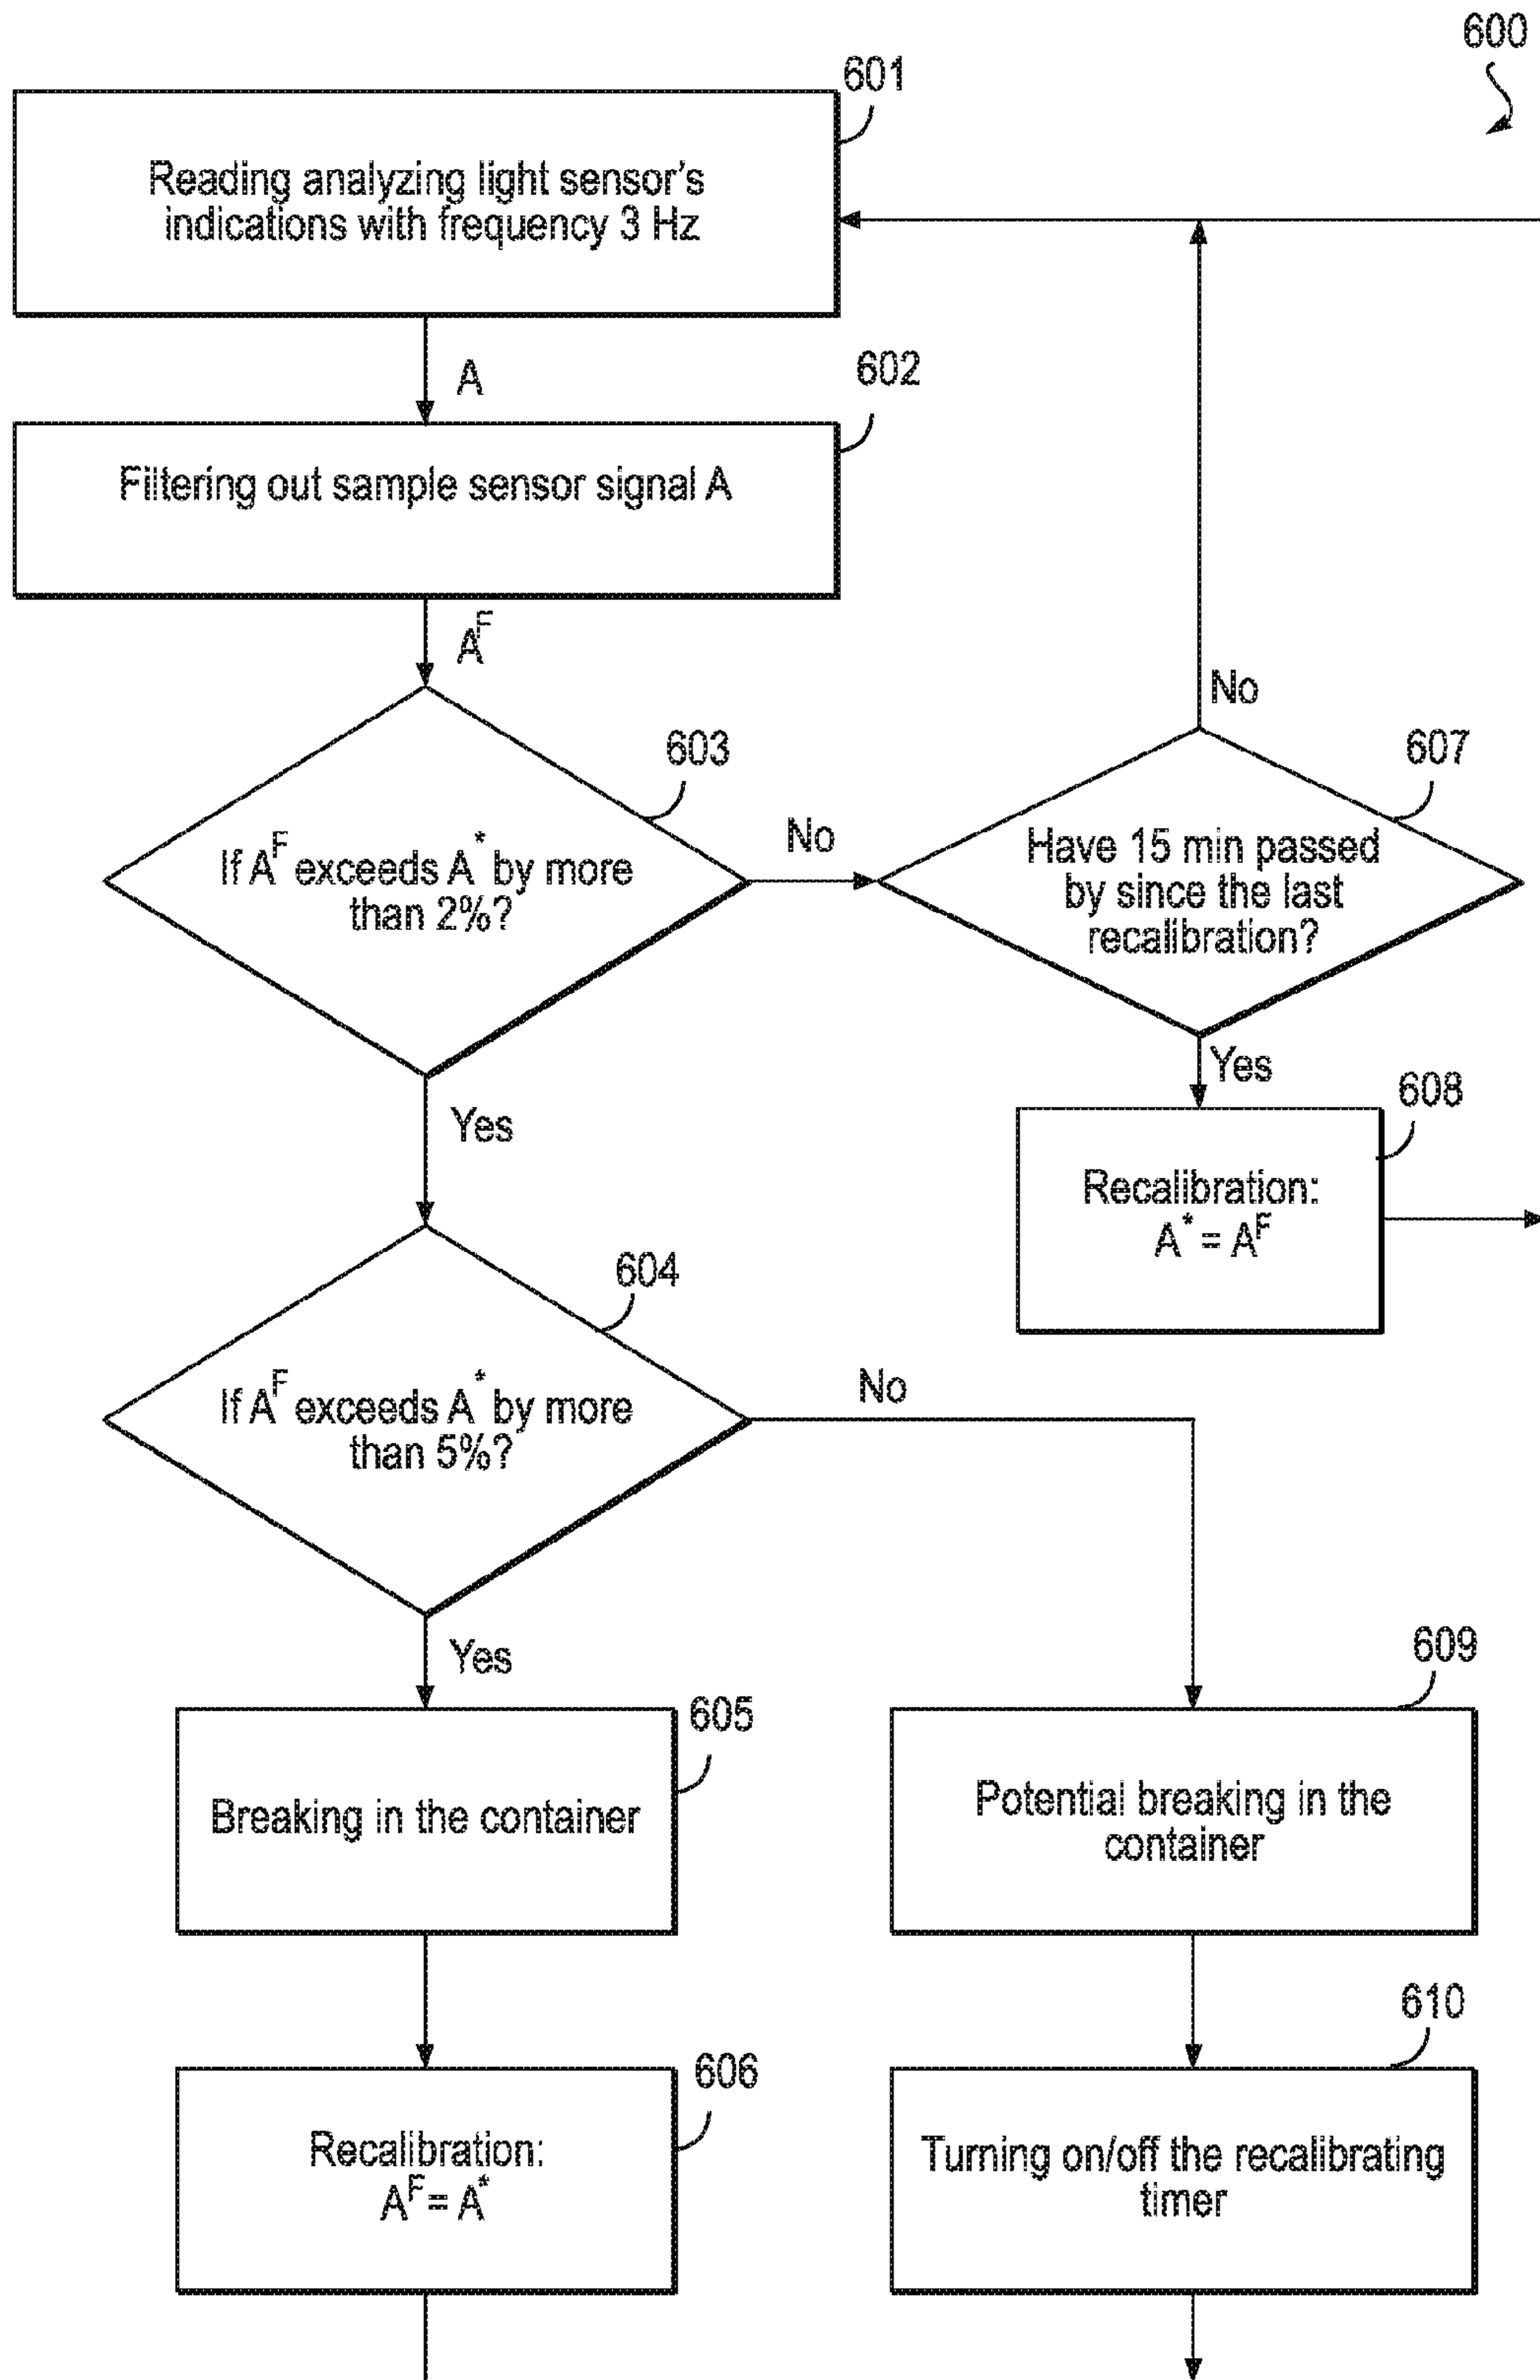 600
601
Reading analyzing light sensor's
indications with frequency 3 Hz
A
602
Filtering out sample sensor signal A
A^F
603
If A^F exceeds A^* by more
than 2%?
No
607
Have 15 min passed
by since the last
recalibration?
No
Yes
608
Recalibration:
A^* = A^F
Yes
604
If A^F exceeds A^* by more
than 5%?
No
Yes
605
Breaking in the container
609
Potential breaking in the
container
606
Recalibration:
A^F = A^*
610
Turning on/off the recalibrating
timer